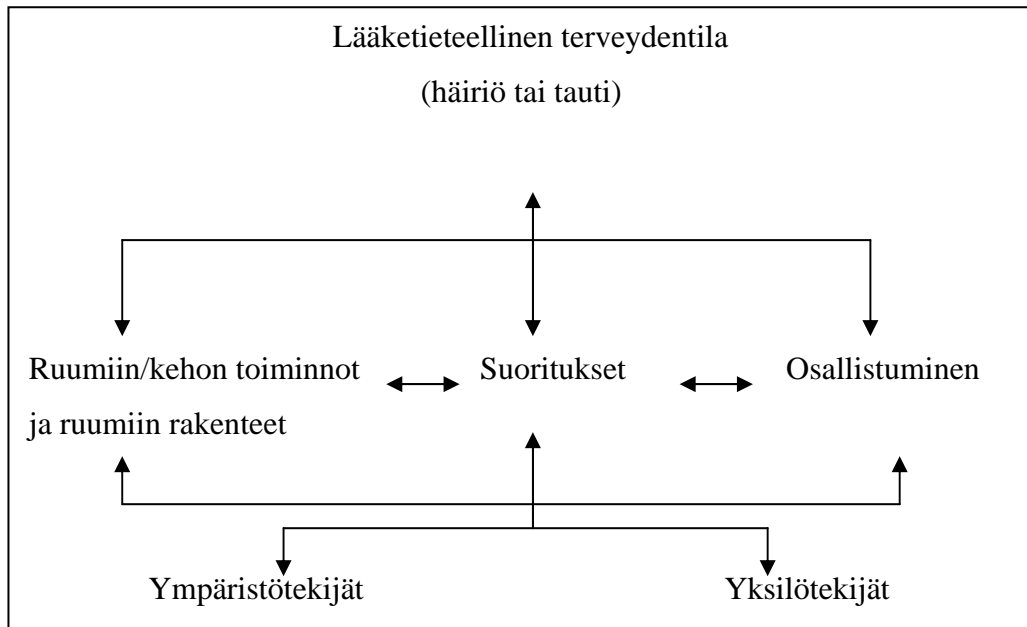 Lääketieteellinen terveydentila
(häiriö tai tauti)
Ruumiin/kehon toiminnot
ja ruumiin rakenteet
Suoritukset
Osallistuminen
Ympäristötekijät
Yksilötekijät